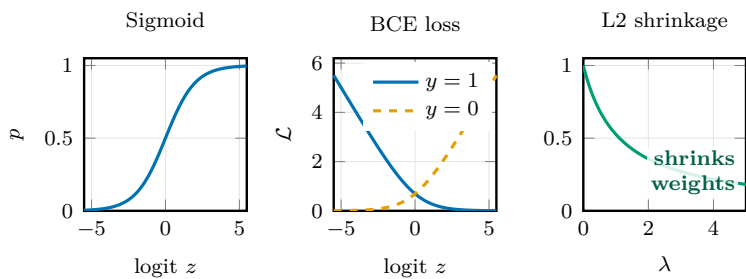 Sigmoid
1
0.5
0
−5
0
5
p
logit z
BCE loss
6
4
2
0
−5
0
5
y = 1
y = 0
ℒ
logit z
L2 shrinkage
1
0.5
0
0
2
4
shrinks
weights
λ